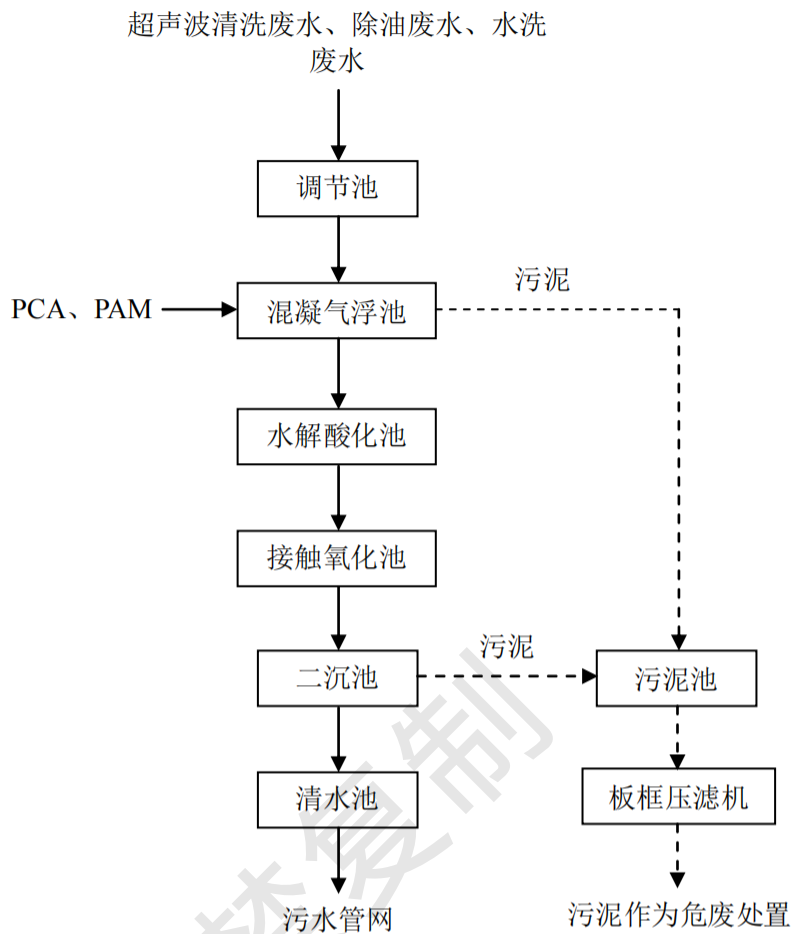 超声波清洗废水、除油废水、水洗
废水
调节池
污泥
PCA、PAM
混凝气浮池
水解酸化池
接触氧化池
污泥
二沉池
污泥池
清水池
板框压滤机
污水管网
污泥作为危废处置
复制